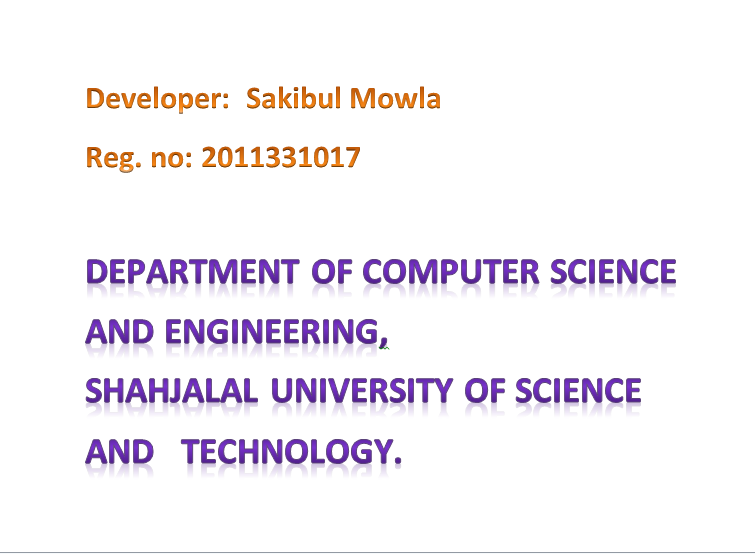 Developer:  Sakibul Mowla
Reg. no: 2011331017
DEPARTMENT OF COMPUTER SCIENCE
AND ENGINEERING,
SHAHJALAL UNIVERSITY OF SCIENCE
AND   TECHNOLOGY.